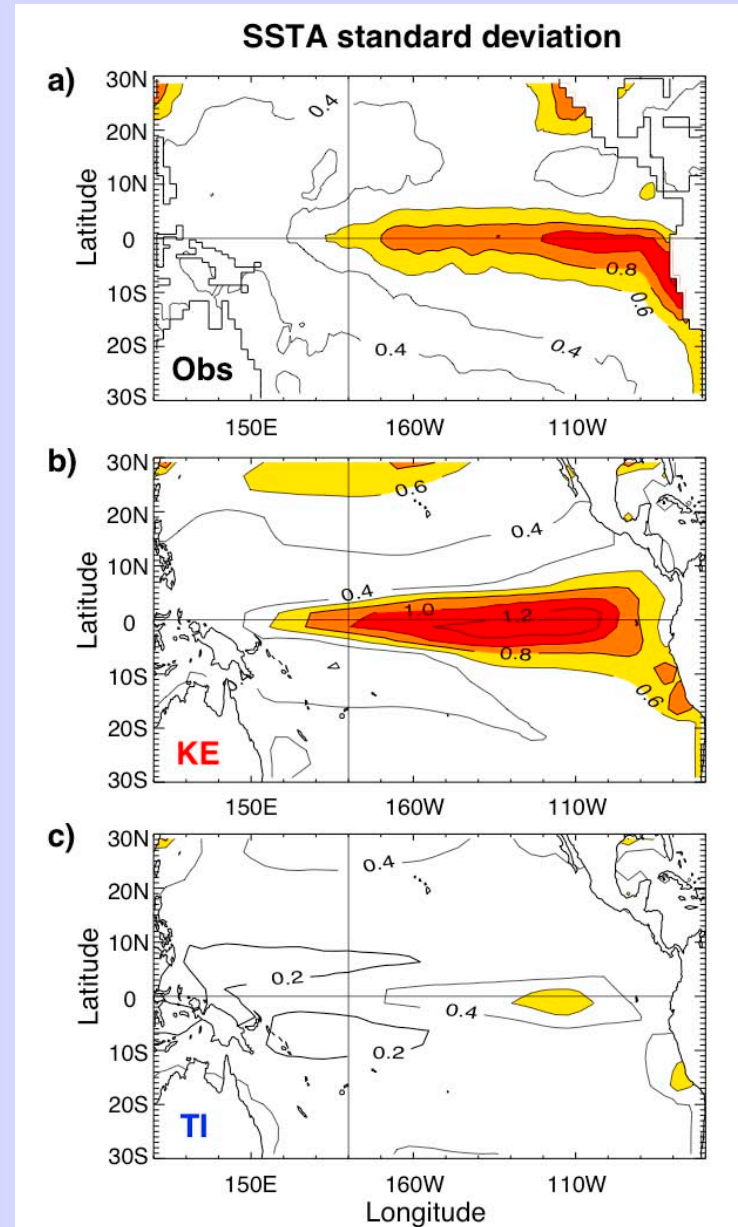 SSTA standard deviation
a)
30N
20N
10N
0
10S
20S
30S
Latitude
0.4
0.8
0.6
0.4
0.4
Obs
150E
160W
110W
b)
30N
20N
10N
0
10S
20S
30S
Latitude
0.6
0.4
0.4
1.0
1.2
0.8
0.6
KE
150E
160W
110W
c)
30N
20N
10N
0
10S
20S
30S
Latitude
0.4
0.2
0.4
0.2
TI
150E
160W
110W
Longitude